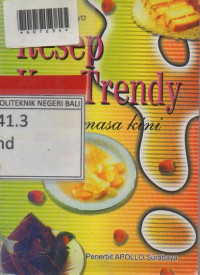 Resep
Trendy
masa kini
POLITEKNIK NEGERI BALI
41.3
nd
Penerbit APOLLO Surabaya